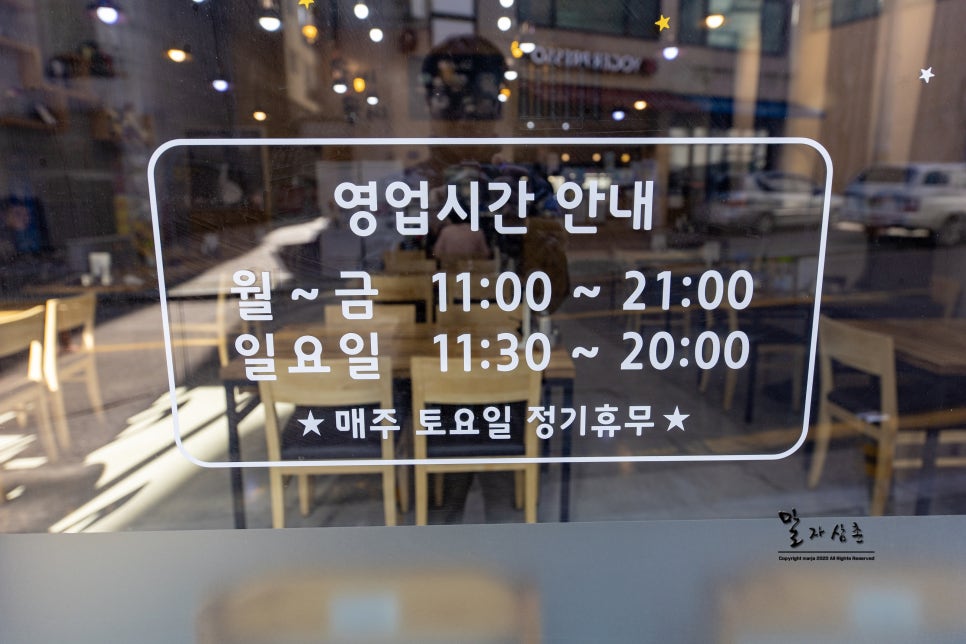 영업시간 안내
월 ~ 금 11:00 ~ 21:00
일요일 11:30 ~ 20:00
★ 매주 토요일 정기휴무 ★